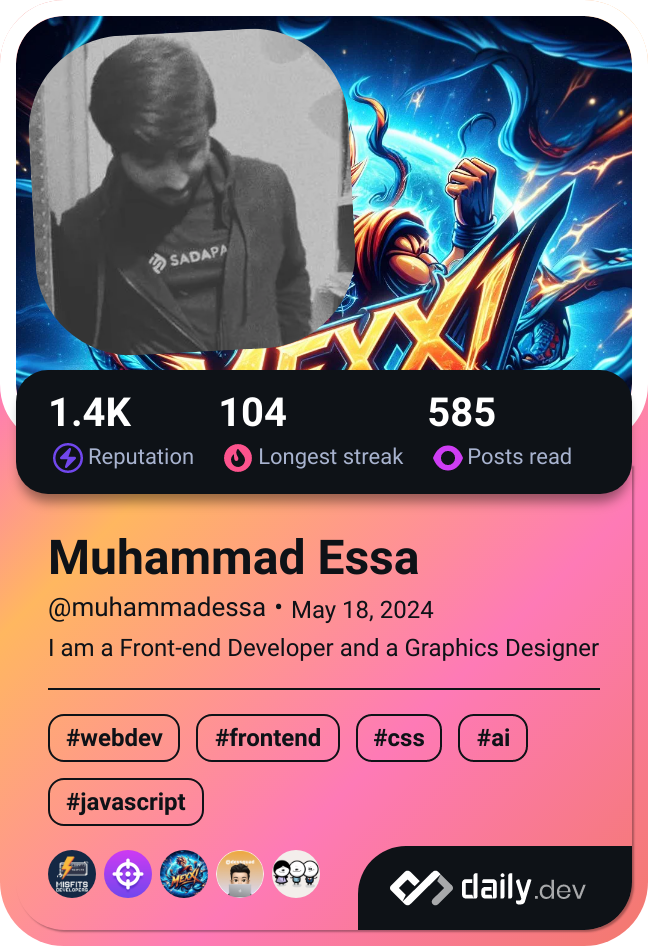 SADAPA
MEXXI
1.4K 104 585
Reputation Longest streak Posts read
Muhammad Essa
@muhammadessa • May 18, 2024
I am a Front-end Developer and a Graphics Designer
#webdev #frontend #css #ai
#javascript
MISFITS
DEVELOPERS
MEXXI
daily.dev